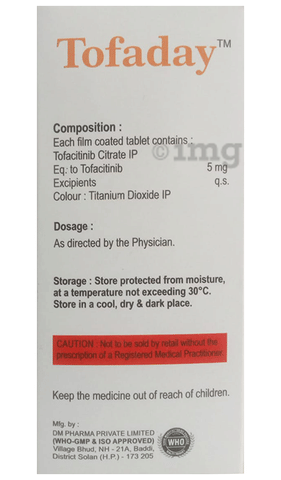 Tofaday™
Composition :
Each film coated tablet contains :
Tofacitinib Citrate IP
Eq. to Tofacitinib 5 mg
Excipients q.s.
Colour : Titanium Dioxide IP
1mg
Dosage :
As directed by the Physician.
Storage : Store protected from moisture,
at a temperature not exceeding 30°C.
Store in a cool, dry & dark place.
CAUTION : Not to be sold by retail without the
prescription of a Registered Medical Practitioner.
Keep the medicine out of reach of children.
Mfg. by :
DM PHARMA PRIVATE LIMITED
(WHO-GMP & ISO APPROVED)
Village Bhud, NH - 21A, Baddi,
District Solan (H.P.) - 173 205
WHO